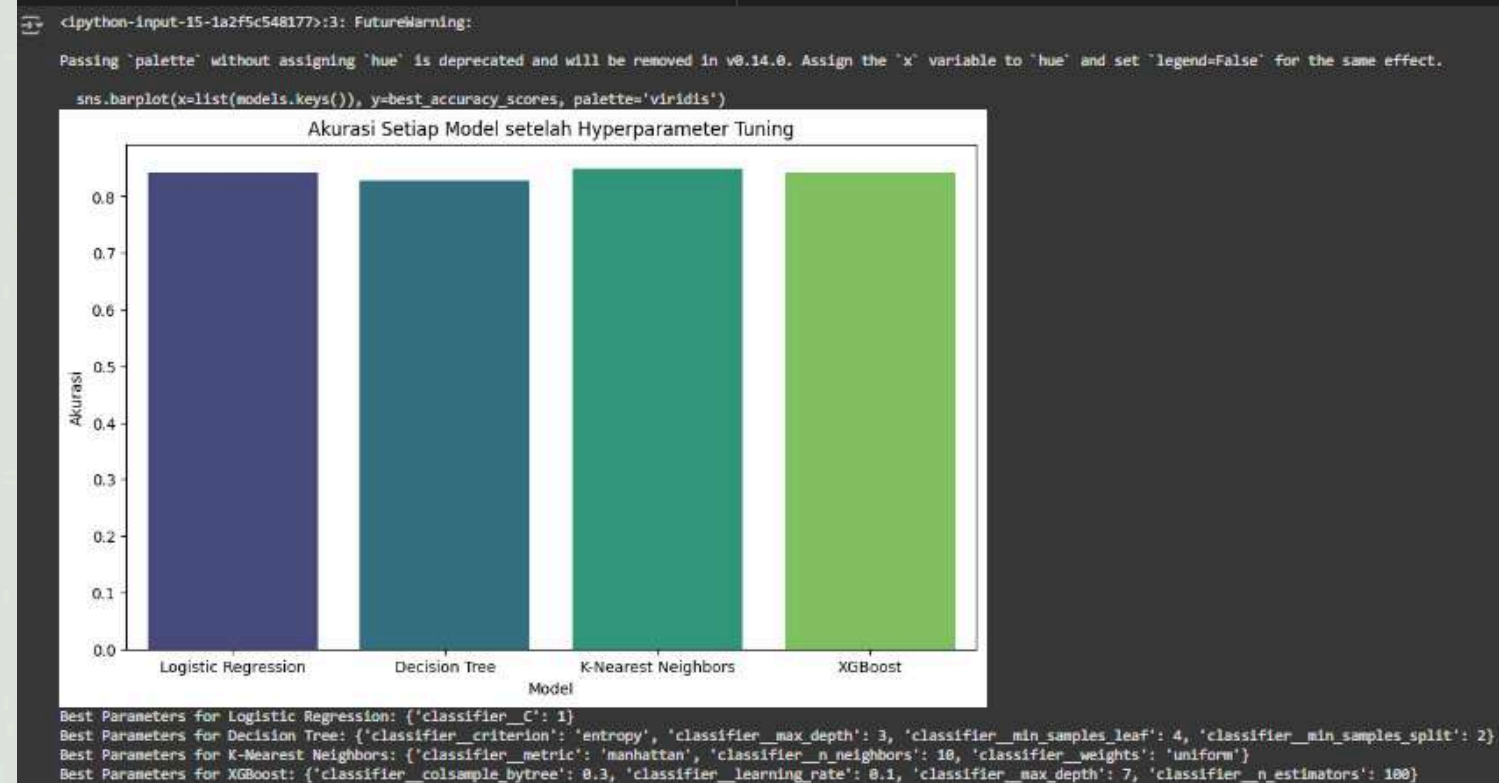 <ipython-input-15-1a2f5c548177>:3: FutureWarning:
Passing `palette` without assigning `hue` is deprecated and will be removed in v0.14.0. Assign the `x` variable to `hue` and set `legend=False` for the same effect.
sns.barplot(x=list(models.keys()), y=best_accuracy_scores, palette='viridis')
Akurasi Setiap Model setelah Hyperparameter Tuning
Akurasi
0.8
0.7
0.6
0.5
0.4
0.3
0.2
0.1
0.0
Logistic Regression Decision Tree K-Nearest Neighbors XGBoost
Model
Best Parameters for Logistic Regression: {'classifier__C': 1}
Best Parameters for Decision Tree: {'classifier__criterion': 'entropy', 'classifier__max_depth': 3, 'classifier__min_samples_leaf': 4, 'classifier__min_samples_split': 2}
Best Parameters for K-Nearest Neighbors: {'classifier__metric': 'manhattan', 'classifier__n_neighbors': 10, 'classifier__weights': 'uniform'}
Best Parameters for XGBoost: {'classifier__colsample_bytree': 0.3, 'classifier__learning_rate': 0.1, 'classifier__max_depth': 7, 'classifier__n_estimators': 100}